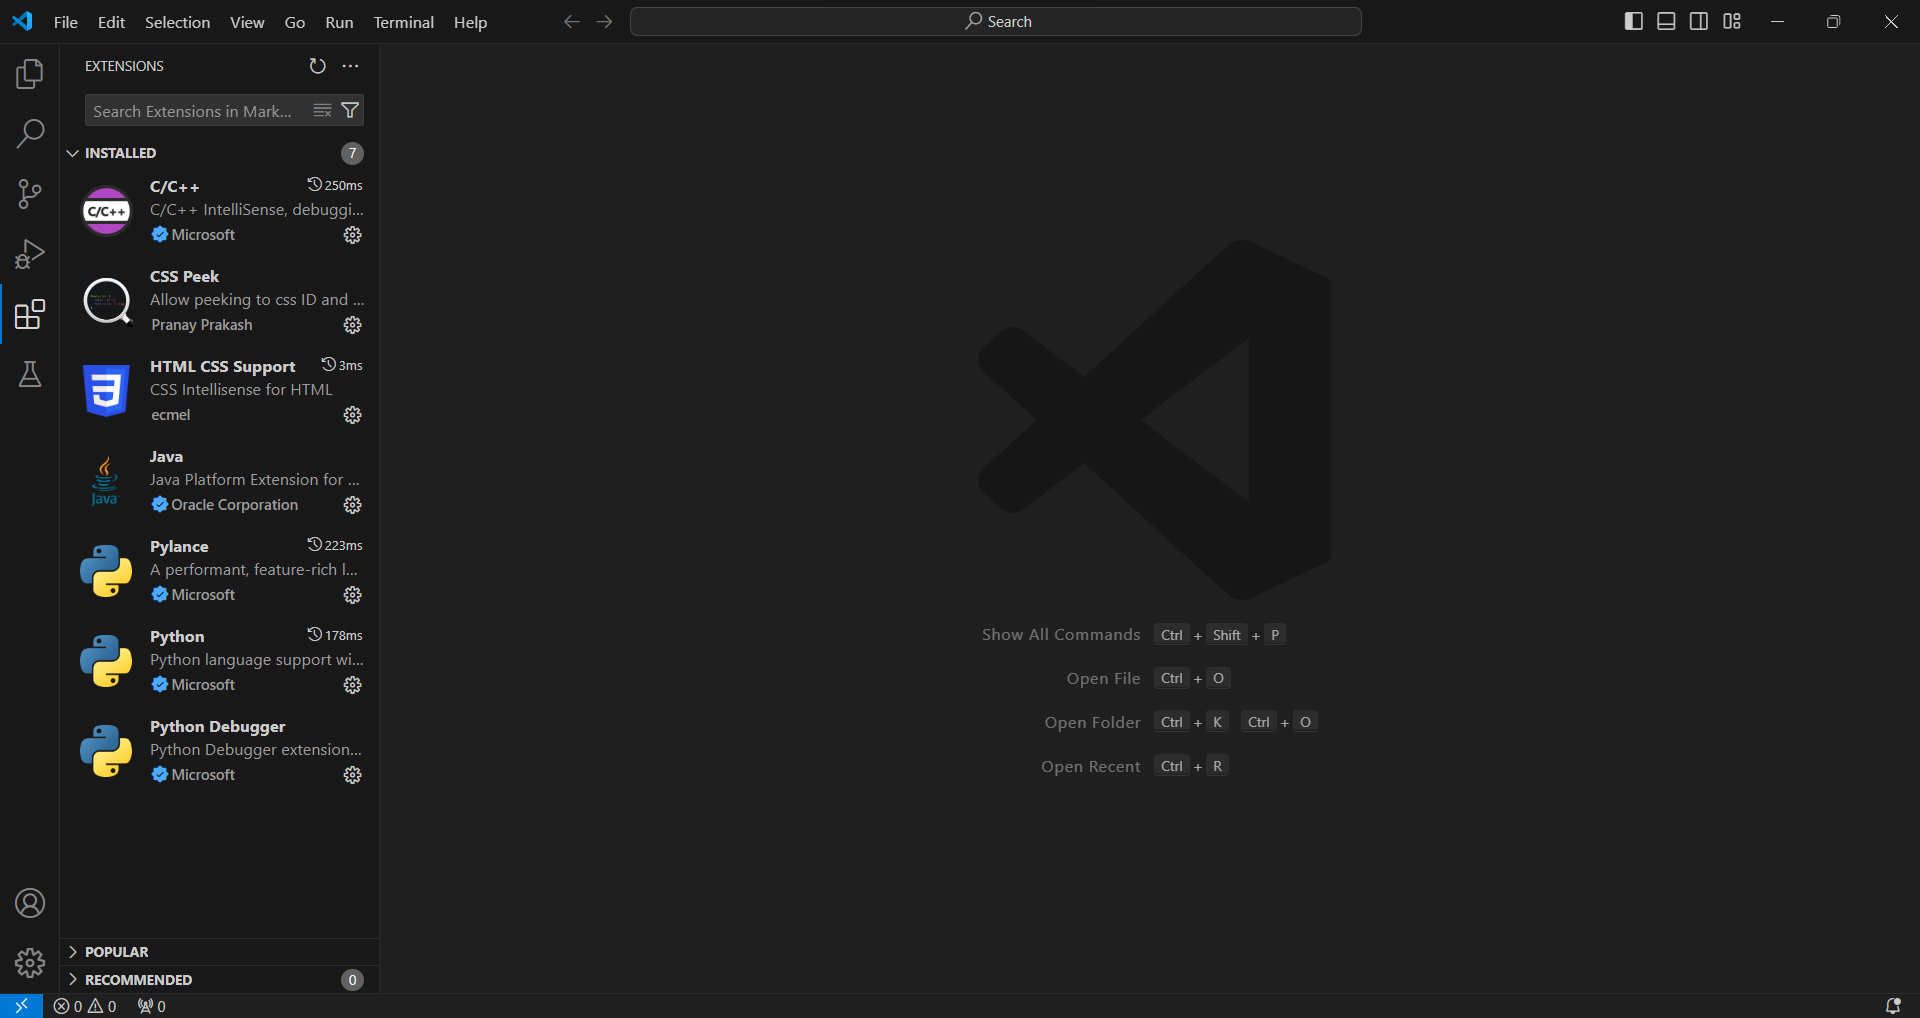 File Edit Selection View Go Run Terminal Help
Search
EXTENSIONS
Search Extensions in Mark...
INSTALLED 7
C/C++
C/C++ 250ms
C/C++ IntelliSense, debuggi...
Microsoft
CSS Peek
Allow peeking to css ID and ...
Pranay Prakash
HTML CSS Support 3ms
CSS Intellisense for HTML
ecmel
Java
Java
Java Platform Extension for ...
Oracle Corporation
Pylance 223ms
A performant, feature-rich l...
Microsoft
Python 178ms
Python language support wi...
Microsoft
Python Debugger
Python Debugger extension...
Microsoft
Show All Commands Ctrl + Shift + P
Open File Ctrl + O
Open Folder Ctrl + K Ctrl + O
Open Recent Ctrl + R
POPULAR
RECOMMENDED 0
0 0 0